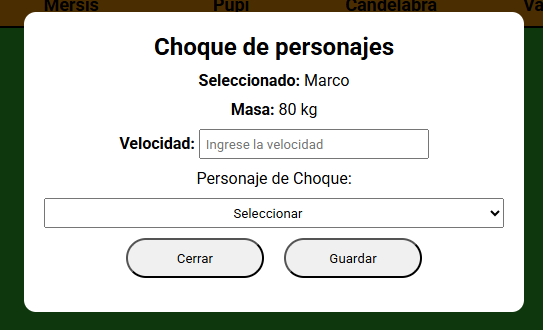 Mersis Pupi Candelabra Va
Choque de personajes
Seleccionado: Marco
Masa: 80 kg
Velocidad: Ingrese la velocidad
Personaje de Choque:
Seleccionar
Cerrar Guardar